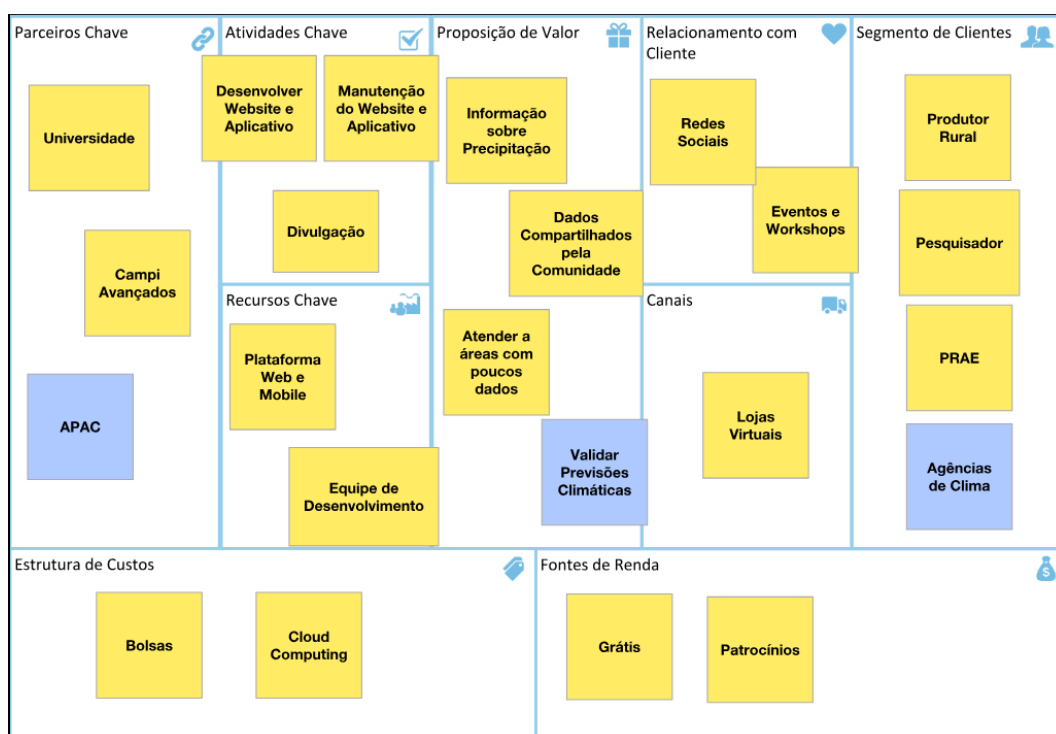 Parceiros Chave
Universidade
Campi
Avançados
APAC
Atividades Chave
Desenvolver
Website e
Aplicativo
Manutenção
do Website e
Aplicativo
Divulgação
Recursos Chave
Plataforma
Web e
Mobile
Equipe de
Desenvolvimento
Proposição de Valor
Informação
sobre
Precipitação
Dados
Compartilhados
pela
Comunidade
Atender a
áreas com
poucos
dados
Validar
Previsões
Climáticas
Relacionamento com
Cliente
Redes
Sociais
Eventos e
Workshops
Canais
Lojas
Virtuais
Segmento de Clientes
Produtor
Rural
Pesquisador
PRAE
Agências
de Clima
Estrutura de Custos
Bolsas
Cloud
Computing
Fontes de Renda
$
Grátis
Patrocínios